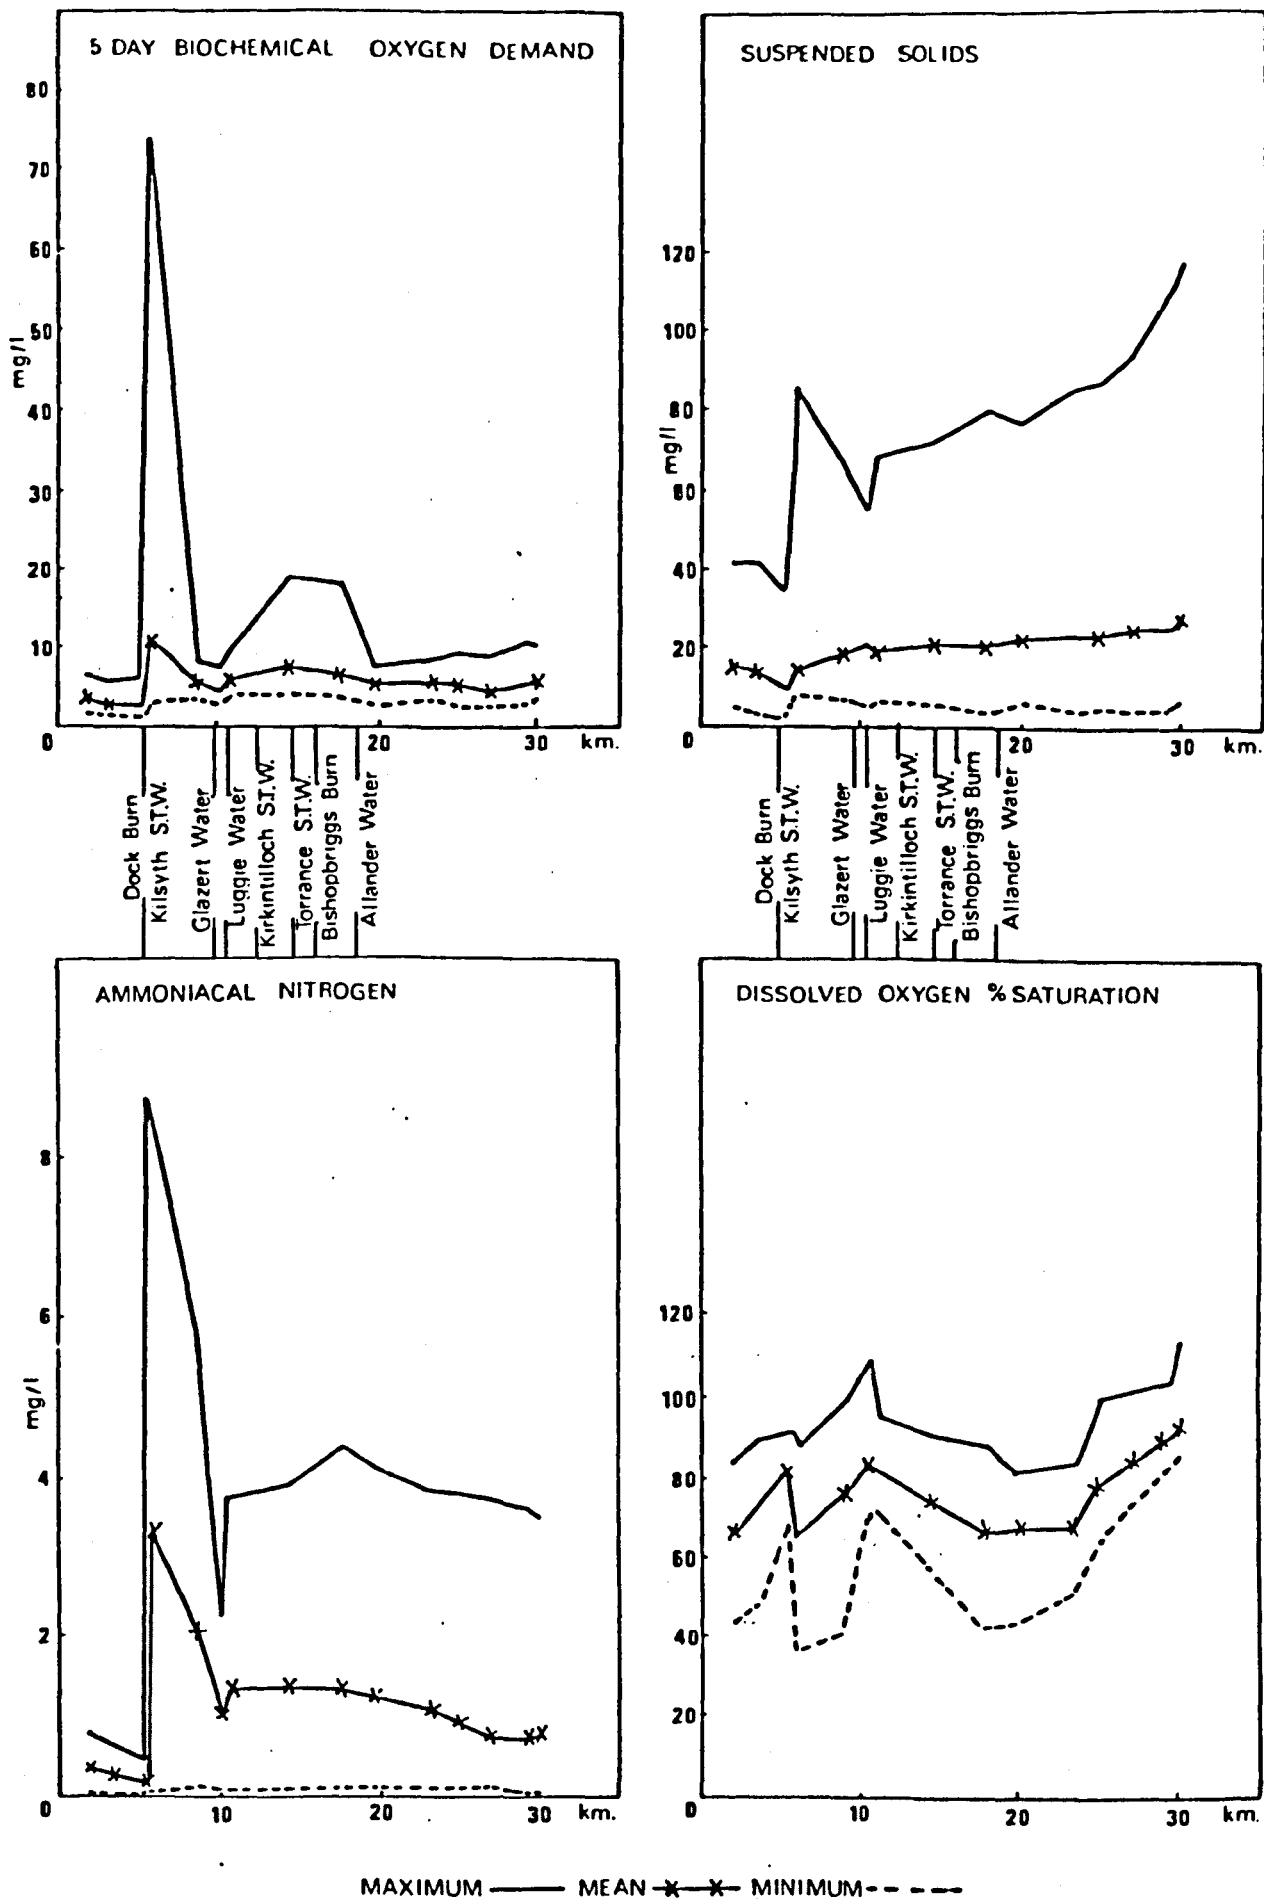 5 DAY BIOCHEMICAL OXYGEN DEMAND
80
70
60
50
40
30
20
10
0
mg/l
20
30
km.
SUSPENDED SOLIDS
120
100
80
60
40
20
0
mg/l
20
30
km.
Dock Burn
Kilsyth S.T.W.
Glazert Water
Luggie Water
Kirkintilloch S.T.W.
Torrance S.T.W.
Bishopbriggs Burn
Allander Water
Dock Burn
Kilsyth S.T.W.
Glazert Water
Luggie Water
Kirkintilloch S.T.W.
Torrance S.T.W.
Bishopbriggs Burn
Allander Water
AMMONIACAL NITROGEN
8
6
4
2
0
mg/l
10
20
30
km.
DISSOLVED OXYGEN % SATURATION
120
100
80
60
40
20
0
10
20
30
km.
MAXIMUM MEAN MINIMUM